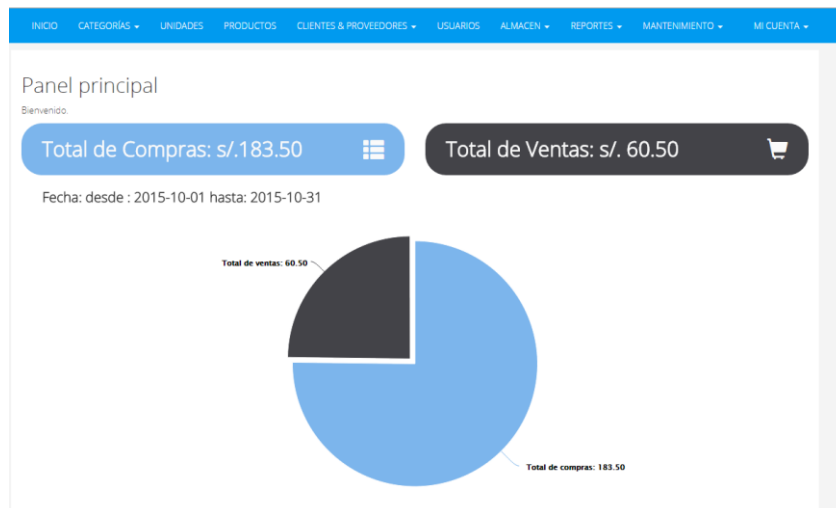 INICIO CATEGORÍAS UNIDADES PRODUCTOS CLIENTES & PROVEEDORES USUARIOS ALMACEN REPORTES MANTENIMIENTO MI CUENTA
Panel principal
Bienvenido.
Total de Compras: s/.183.50
Total de Ventas: s/. 60.50
Fecha: desde : 2015-10-01 hasta: 2015-10-31
Total de ventas: 60.50
Total de compras: 183.50